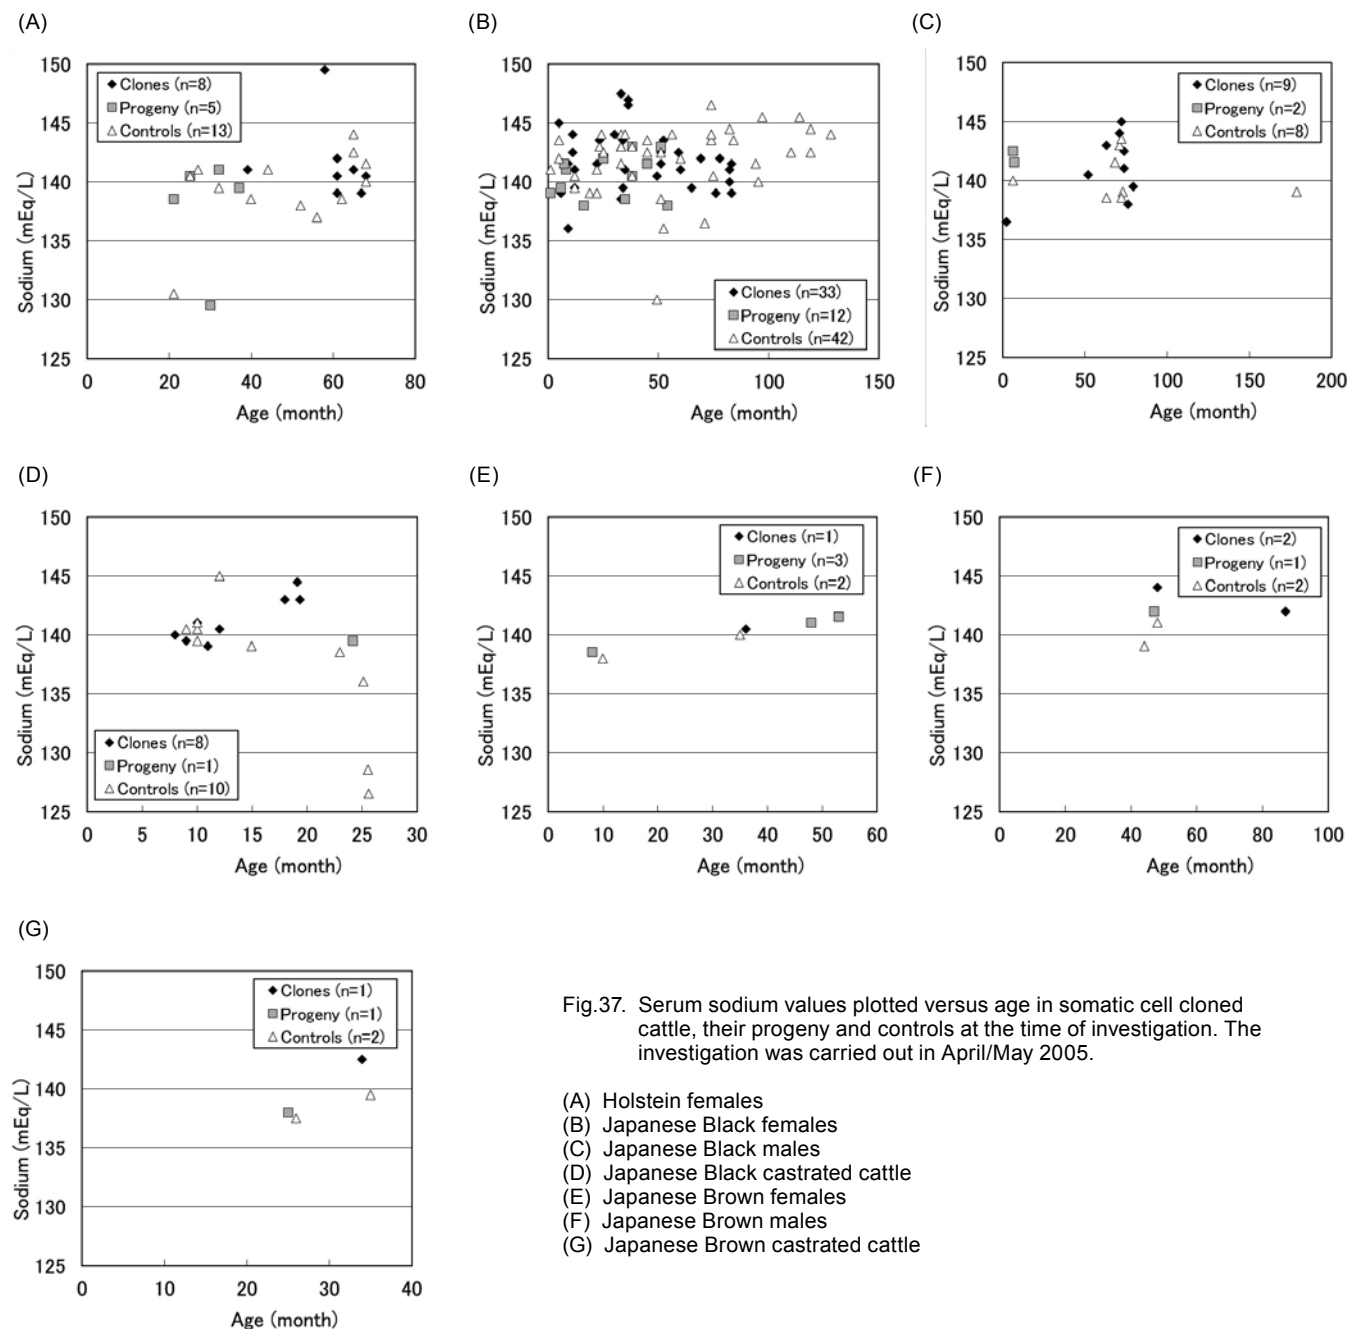 (A)
150
145
140
135
130
125
Sodium (mEq/L)
Clones (n=8)
Progeny (n=5)
Controls (n=13)
0 20 40 60 80
Age (month)
(B)
150
145
140
135
130
125
Sodium (mEq/L)
Clones (n=33)
Progeny (n=12)
Controls (n=42)
0 50 100 150
Age (month)
(C)
150
145
140
135
130
125
Sodium (mEq/L)
Clones (n=9)
Progeny (n=2)
Controls (n=8)
0 50 100 150 200
Age (month)
(D)
150
145
140
135
130
125
Sodium (mEq/L)
Clones (n=8)
Progeny (n=1)
Controls (n=10)
0 5 10 15 20 25 30
Age (month)
(E)
150
145
140
135
130
125
Sodium (mEq/L)
Clones (n=1)
Progeny (n=3)
Controls (n=2)
0 10 20 30 40 50 60
Age (month)
(F)
150
145
140
135
130
125
Sodium (mEq/L)
Clones (n=2)
Progeny (n=1)
Controls (n=2)
0 20 40 60 80 100
Age (month)
(G)
150
145
140
135
130
125
Sodium (mEq/L)
Clones (n=1)
Progeny (n=1)
Controls (n=2)
0 10 20 30 40
Age (month)
Fig.37. Serum sodium values plotted versus age in somatic cell cloned
cattle, their progeny and controls at the time of investigation. The
investigation was carried out in April/May 2005.
(A) Holstein females
(B) Japanese Black females
(C) Japanese Black males
(D) Japanese Black castrated cattle
(E) Japanese Brown females
(F) Japanese Brown males
(G) Japanese Brown castrated cattle